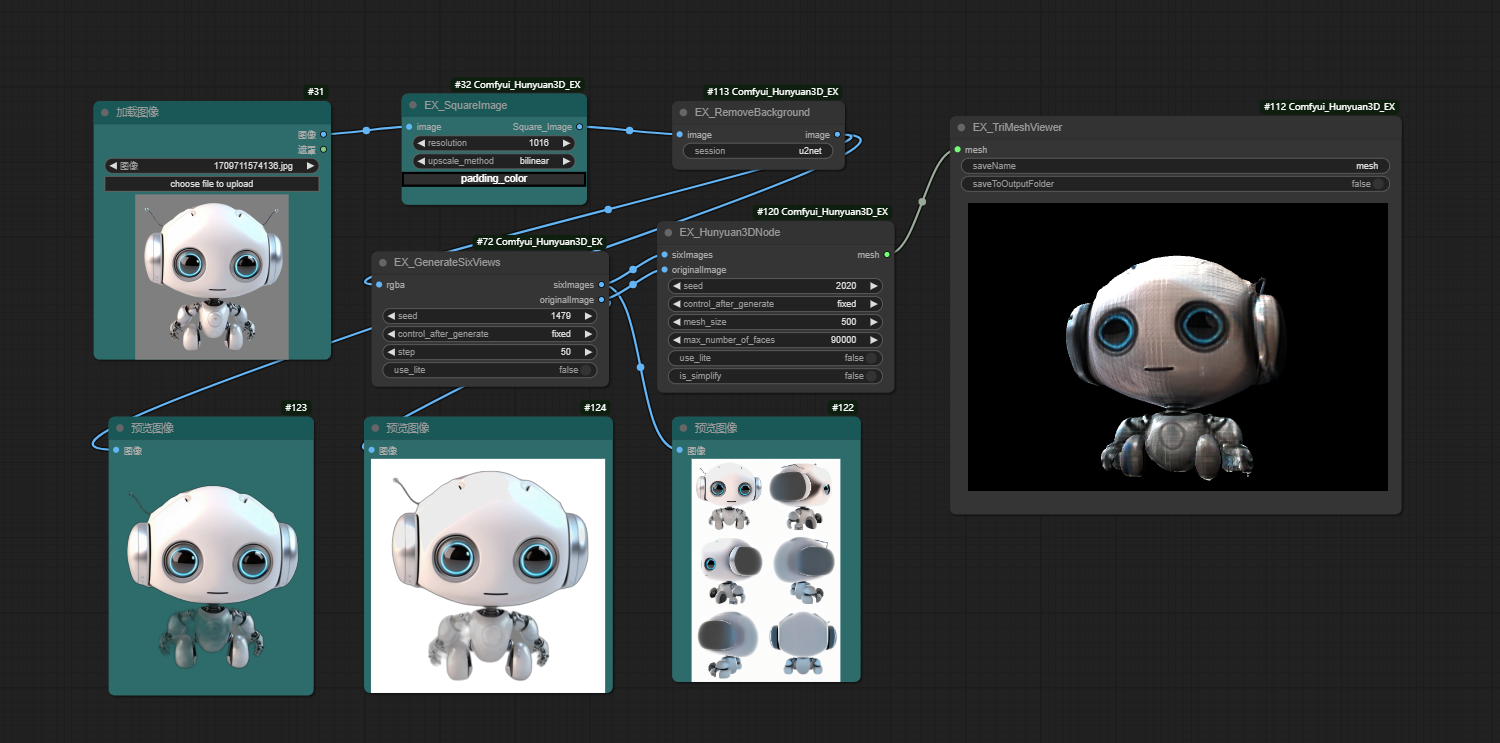 #31
加载图像
图像
遮罩
图像 1709711574136.jpg
choose file to upload
#32 Comfyui_Hunyuan3D_EX
EX_SquareImage
image Square_Image
resolution 1016
upscale_method bilinear
padding_color
#113 Comfyui_Hunyuan3D_EX
EX_RemoveBackground
image image
session u2net
#112 Comfyui_Hunyuan3D_EX
EX_TriMeshViewer
mesh
saveName mesh
saveToOutputFolder false
#72 Comfyui_Hunyuan3D_EX
EX_GenerateSixViews
rgba sixImages
originalImage
seed 1479
control_after_generate fixed
step 50
use_lite false
#120 Comfyui_Hunyuan3D_EX
EX_Hunyuan3DNode
sixImages mesh
originalImage
seed 2020
control_after_generate fixed
mesh_size 500
max_number_of_faces 90000
use_lite false
is_simplify false
#123
预览图像
图像
#124
预览图像
图像
#122
预览图像
图像